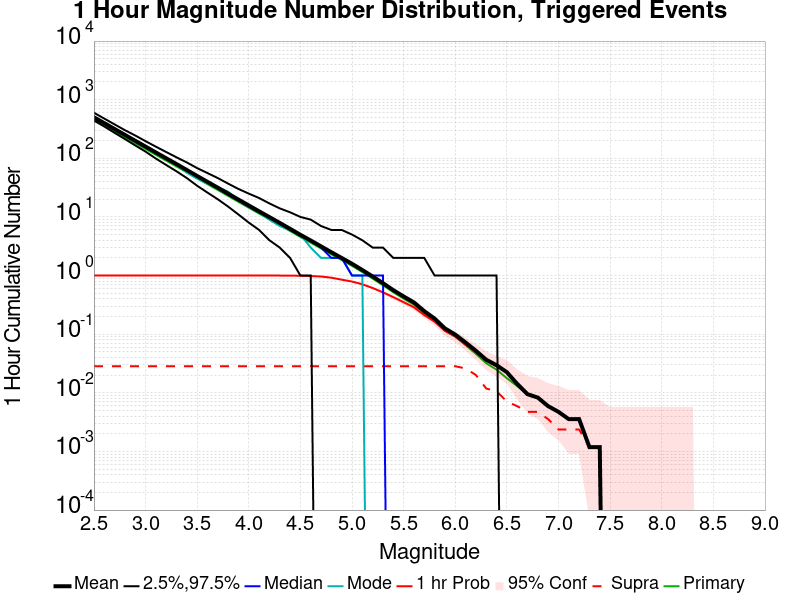 1 Hour Magnitude Number Distribution, Triggered Events
1 Hour Cumulative Number
10^4
10^3
10^2
10^1
10^0
10^-1
10^-2
10^-3
10^-4
2.5 3.0 3.5 4.0 4.5 5.0 5.5 6.0 6.5 7.0 7.5 8.0 8.5 9.0
Magnitude
Mean 2.5%,97.5% Median Mode 1 hr Prob 95% Conf Supra Primary